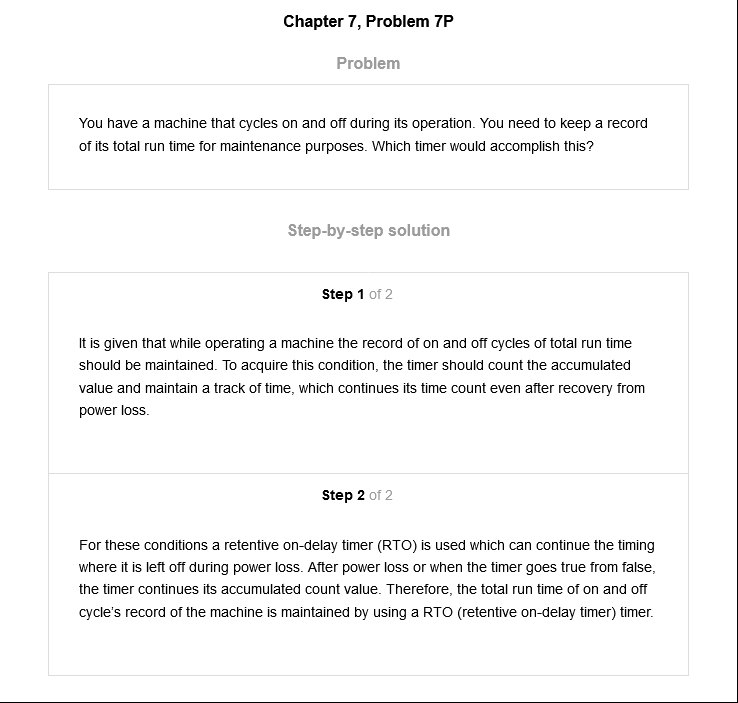 Chapter 7, Problem 7P
Problem
You have a machine that cycles on and off during its operation. You need to keep a record
of its total run time for maintenance purposes. Which timer would accomplish this?
Step-by-step solution
Step 1 of 2
It is given that while operating a machine the record of on and off cycles of total run time
should be maintained. To acquire this condition, the timer should count the accumulated
value and maintain a track of time, which continues its time count even after recovery from
power loss.
Step 2 of 2
For these conditions a retentive on-delay timer (RTO) is used which can continue the timing
where it is left off during power loss. After power loss or when the timer goes true from false,
the timer continues its accumulated count value. Therefore, the total run time of on and off
cycle's record of the machine is maintained by using a RTO (retentive on-delay timer) timer.